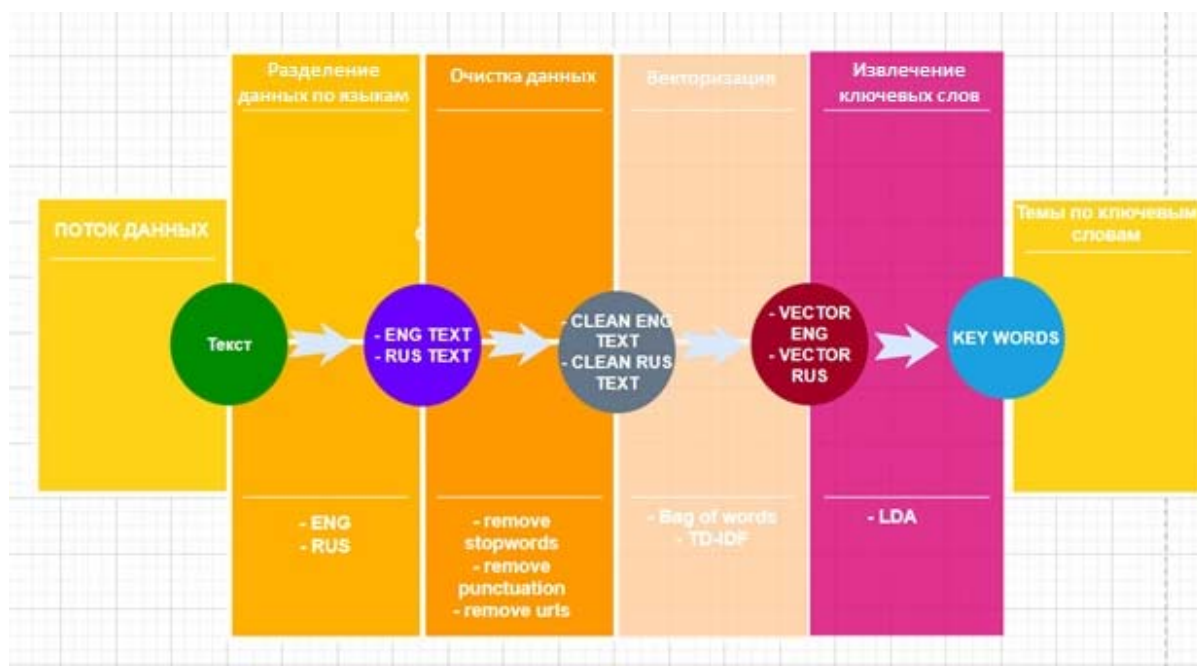 Разделение
данных по языкам
Очистка данных
Векторизация
Извлечение
ключевых слов
ПОТОК ДАННЫХ
Темы по ключевым
словам
Текст
- ENG TEXT
- RUS TEXT
- CLEAN ENG
TEXT
- CLEAN RUS
TEXT
- VECTOR
ENG
- VECTOR
RUS
KEY WORDS
- ENG
- RUS
- remove
stopwords
- remove
punctuation
- remove urls
- Bag of words
- TD-IDF
- LDA